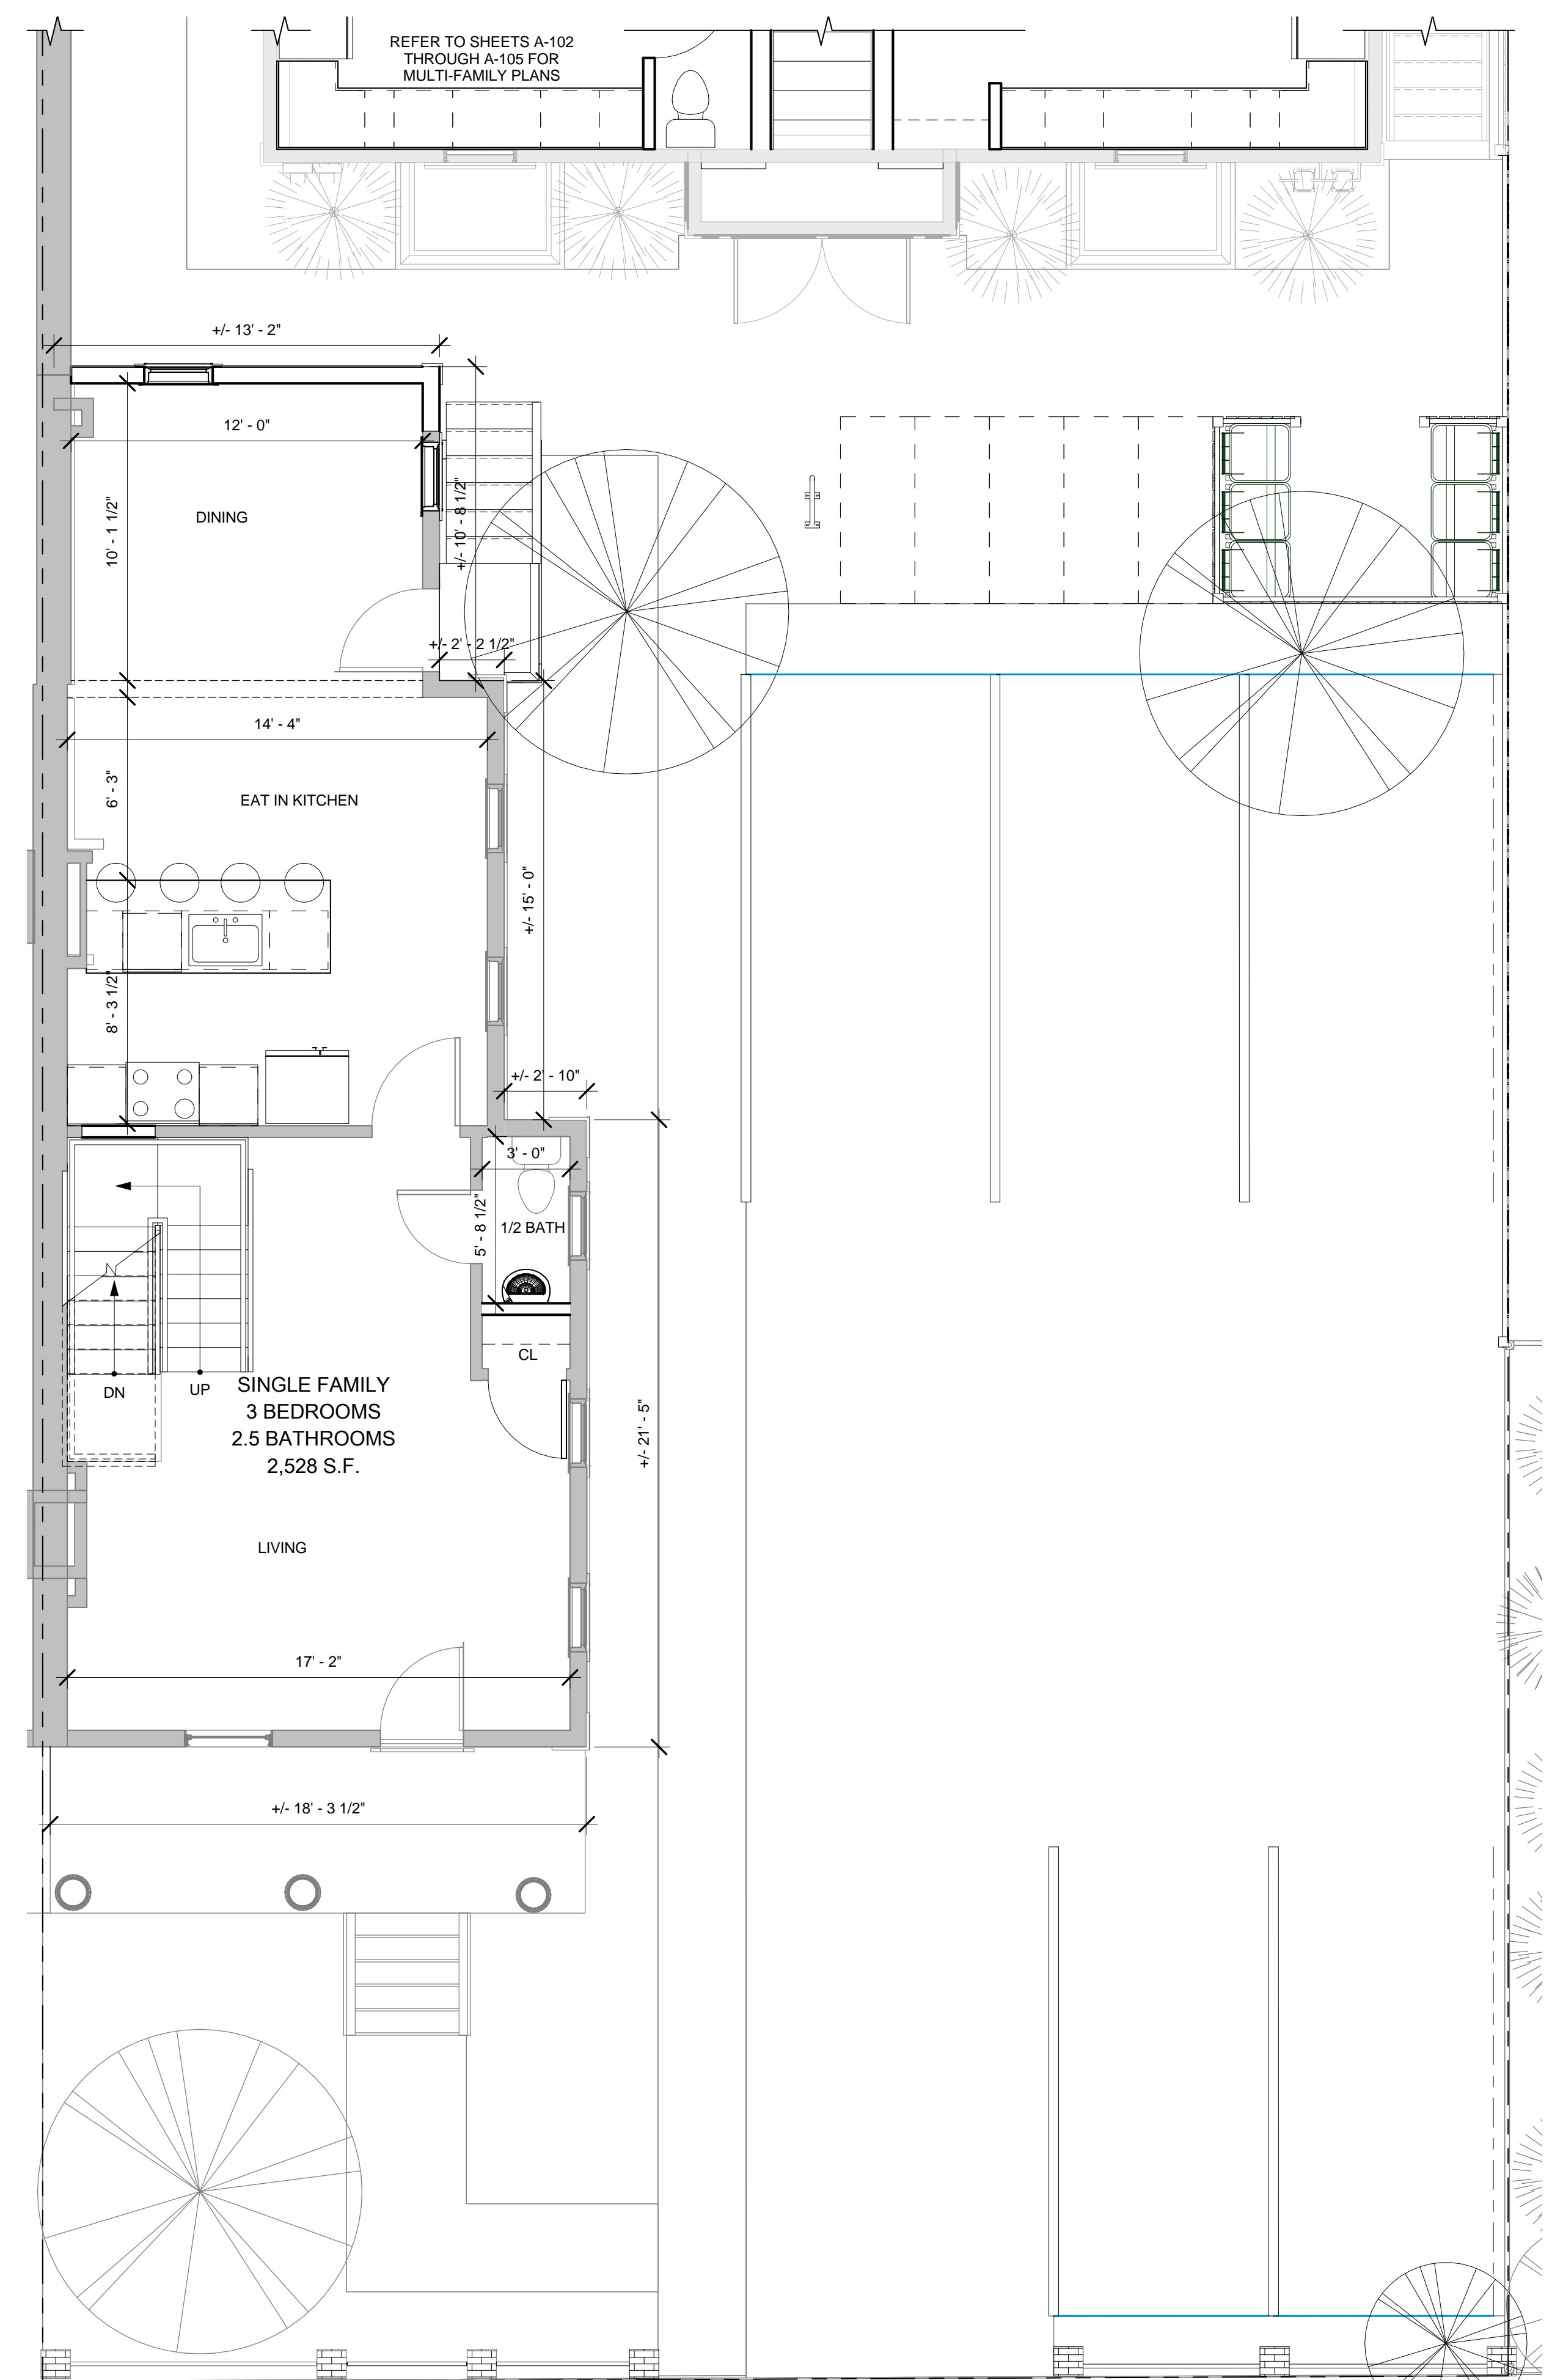 REFER TO SHEETS A-102
THROUGH A-105 FOR
MULTI-FAMILY PLANS
+/- 13' - 2"
12' - 0"
10' - 1 1/2"
DINING
+/- 10' - 8 1/2"
+/- 2' - 2 1/2"
14' - 4"
6' - 3"
EAT IN KITCHEN
+/- 15' - 0"
8' - 3 1/2"
+/- 2' - 10"
3' - 0"
5' - 8 1/2"
1/2 BATH
CL
DN
UP
SINGLE FAMILY
3 BEDROOMS
2.5 BATHROOMS
2,528 S.F.
+/- 21' - 5"
LIVING
17' - 2"
+/- 18' - 3 1/2"